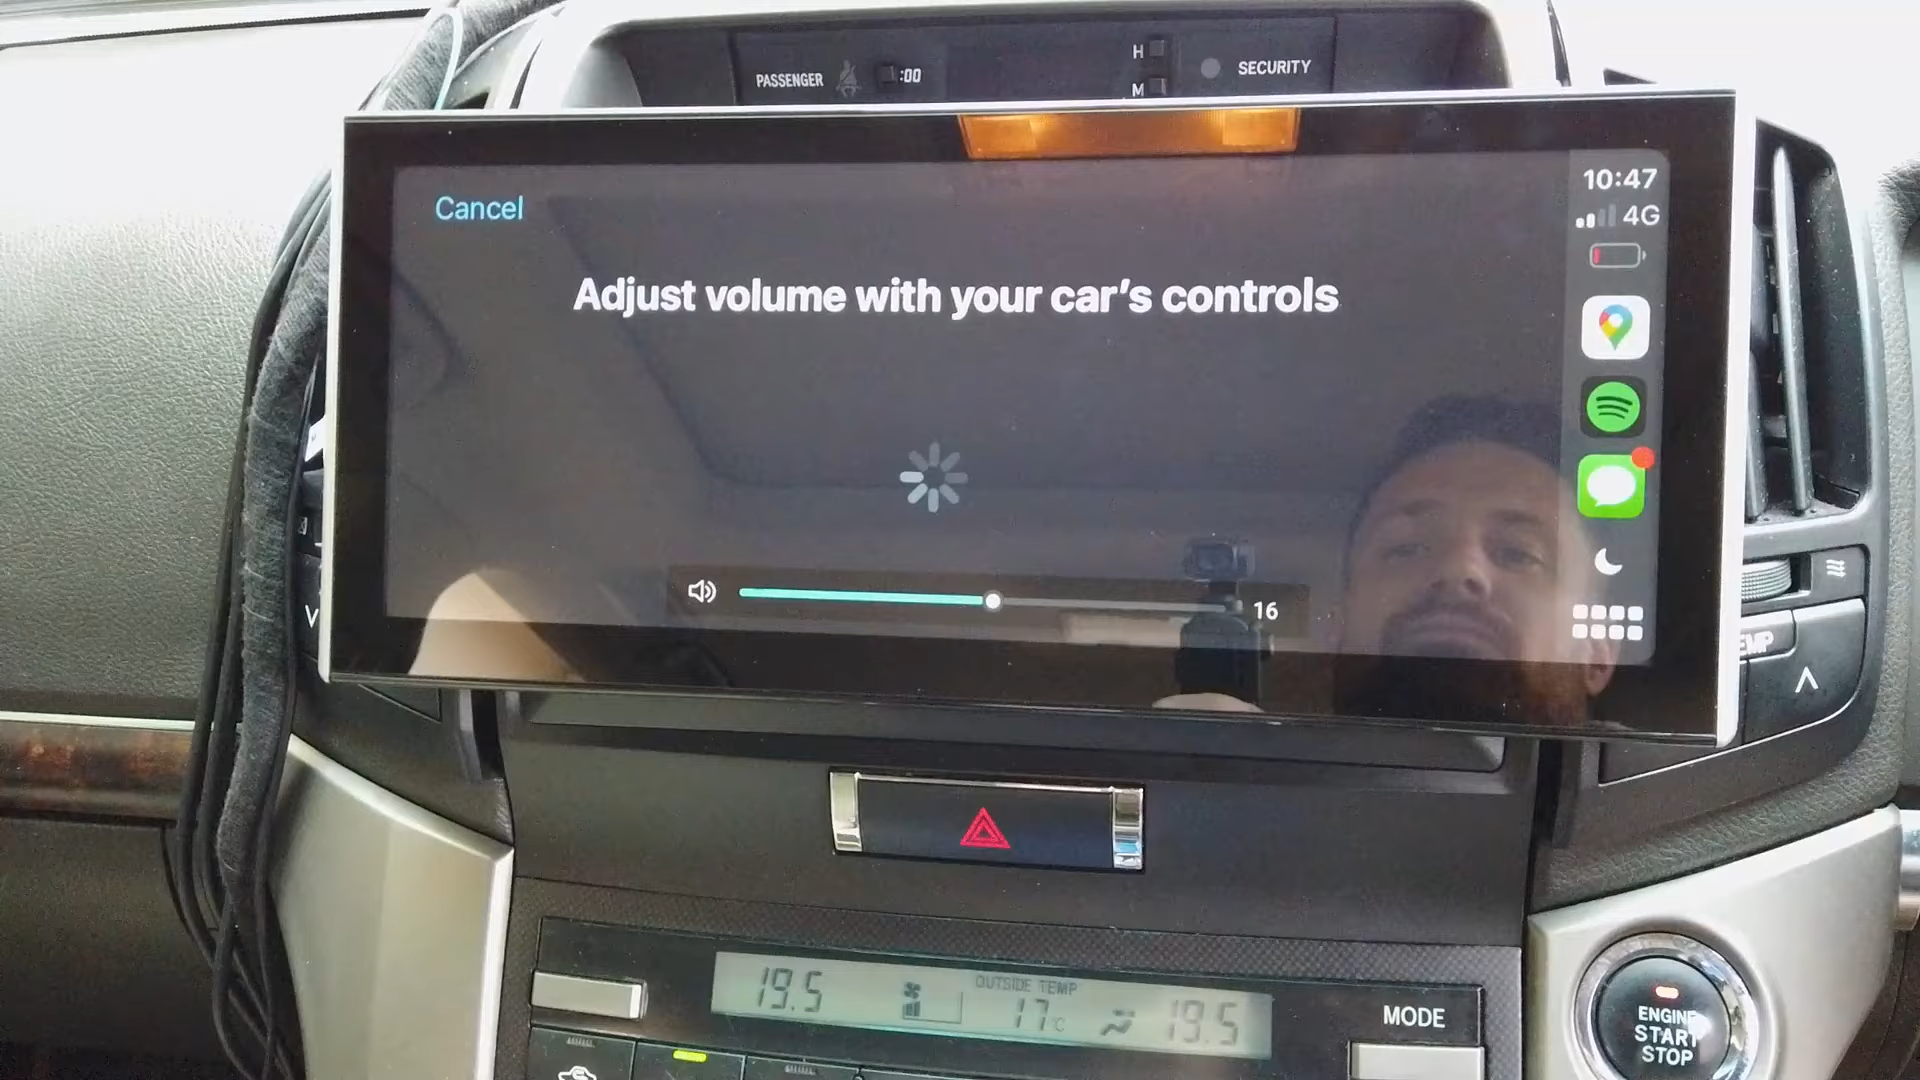 PASSENGER
:00
H
M
SECURITY
Cancel
10:47
4G
Adjust volume with your car's controls
16
19.5
OUTSIDE TEMP
17°C
19.5
MODE
ENGINE
START
STOP